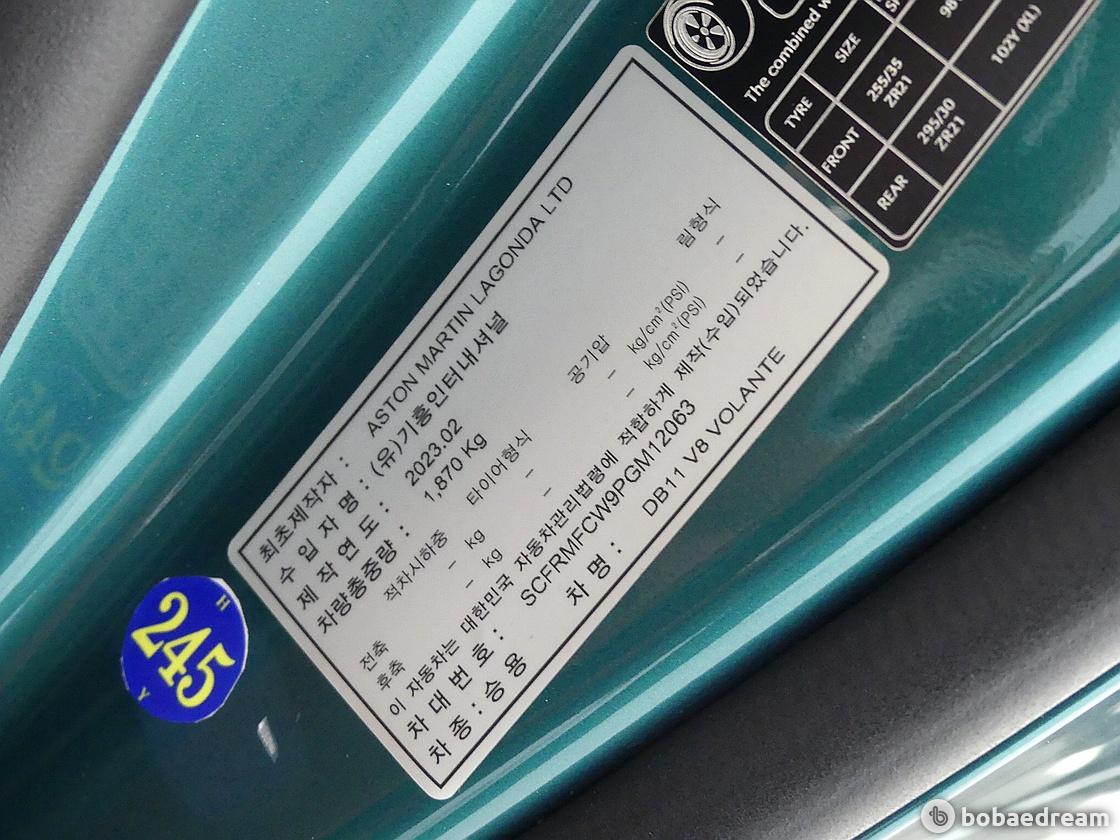 최초제작자 : ASTON MARTIN LAGONDA LTD
수 입 자 명 : (유)기흥인터내셔널
제 작 연 도 : 2023.02
차량총중량 : 1,870 Kg
적차시하중 타이어형식 공기압 림형식
전축 – kg – – kg/cm²(PSI) –
후축 – kg – – kg/cm²(PSI) –
이 자동차는 대한민국 자동차관리법령에 적합하게 제작(수입)되었습니다.
차 대 번 호 : SCFRMFCW9PGM12063
차 종 : 승 용 차 명 : DB11 V8 VOLANTE
The combined
TYRE SIZE
FRONT 255/35 ZR21
REAR 295/30 ZR21 102Y (XL)
H
245
Y
bobaedream